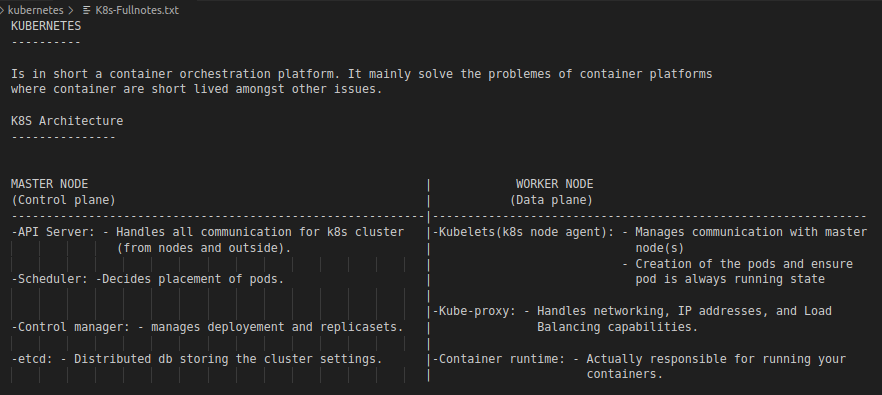 kubernetes > K8s-Fullnotes.txt
KUBERNETES
----------
Is in short a container orchestration platform. It mainly solve the problemes of container platforms
where container are short lived amongst other issues.
K8S Architecture
---------------
MASTER NODE | WORKER NODE
(Control plane) | (Data plane)
-----------------------------------------------------------|--------------------------------------------------------------
-API Server: - Handles all communication for k8s cluster |-Kubelets(k8s node agent): - Manages communication with master
(from nodes and outside). | node(s)
| - Creation of the pods and ensure
-Scheduler: -Decides placement of pods. | pod is always running state
|
|-Kube-proxy: - Handles networking, IP addresses, and Load
-Control manager: - manages deployement and replicasets. | Balancing capabilities.
|
-etcd: - Distributed db storing the cluster settings. |-Container runtime: - Actually responsible for running your
| containers.